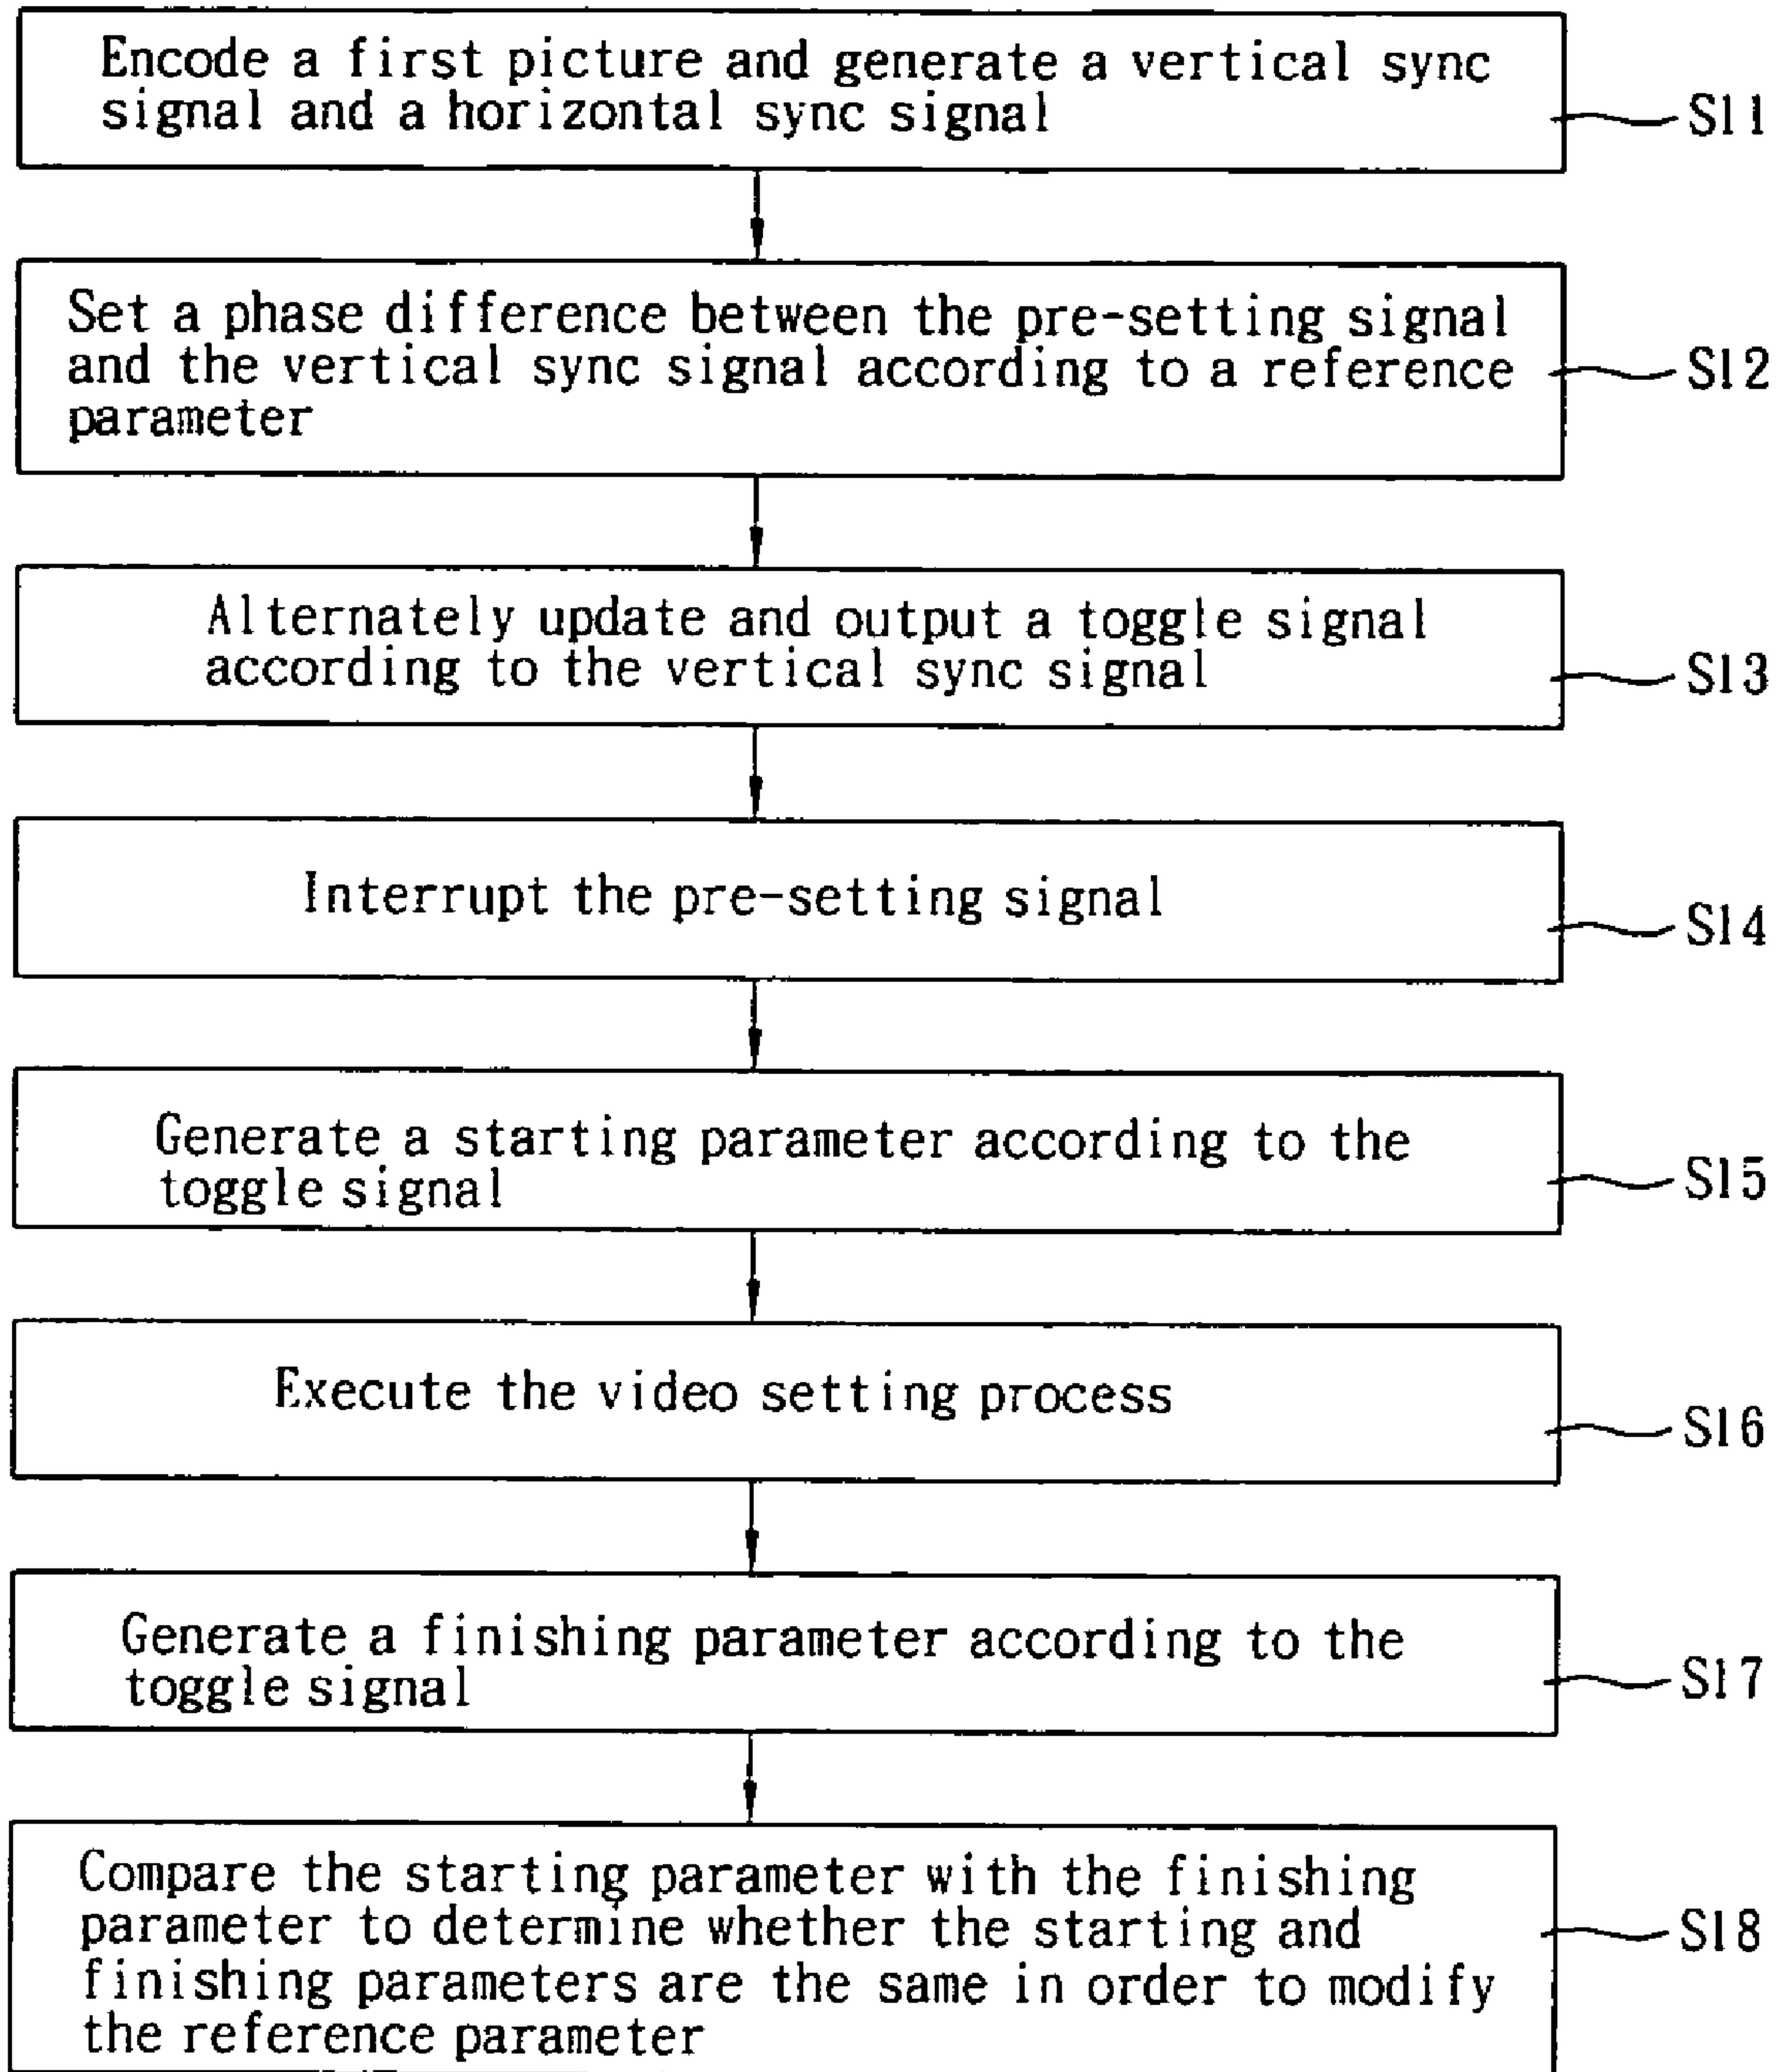 Encode a first picture and generate a vertical sync
signal and a horizontal sync signal
S11
Set a phase difference between the pre-setting signal
and the vertical sync signal according to a reference
parameter
S12
Alternately update and output a toggle signal
according to the vertical sync signal
S13
Interrupt the pre-setting signal
S14
Generate a starting parameter according to the
toggle signal
S15
Execute the video setting process
S16
Generate a finishing parameter according to the
toggle signal
S17
Compare the starting parameter with the finishing
parameter to determine whether the starting and
finishing parameters are the same in order to modify
the reference parameter
S18